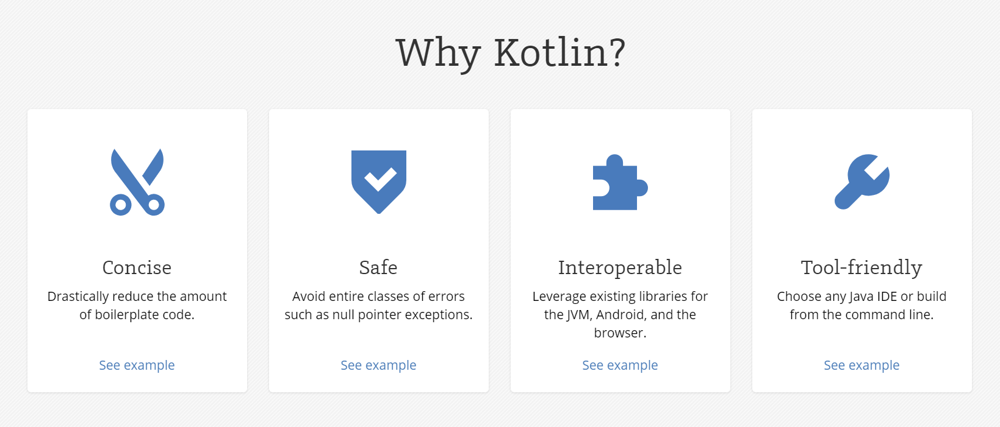 Why Kotlin?
Concise
Drastically reduce the amount
of boilerplate code.
See example
Safe
Avoid entire classes of errors
such as null pointer exceptions.
See example
Interoperable
Leverage existing libraries for
the JVM, Android, and the
browser.
See example
Tool-friendly
Choose any Java IDE or build
from the command line.
See example